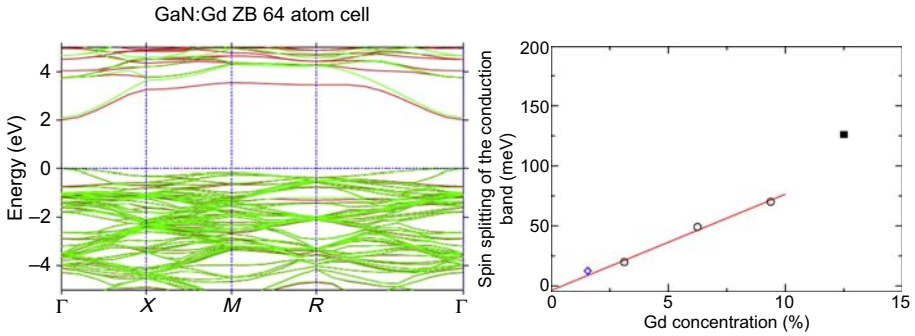 GaN:Gd ZB 64 atom cell
Energy (eV)
4
2
0
–2
–4
Γ X M R Γ
Spin splitting of the conduction
band (meV)
200
150
100
50
0
0 5 10 15
Gd concentration (%)